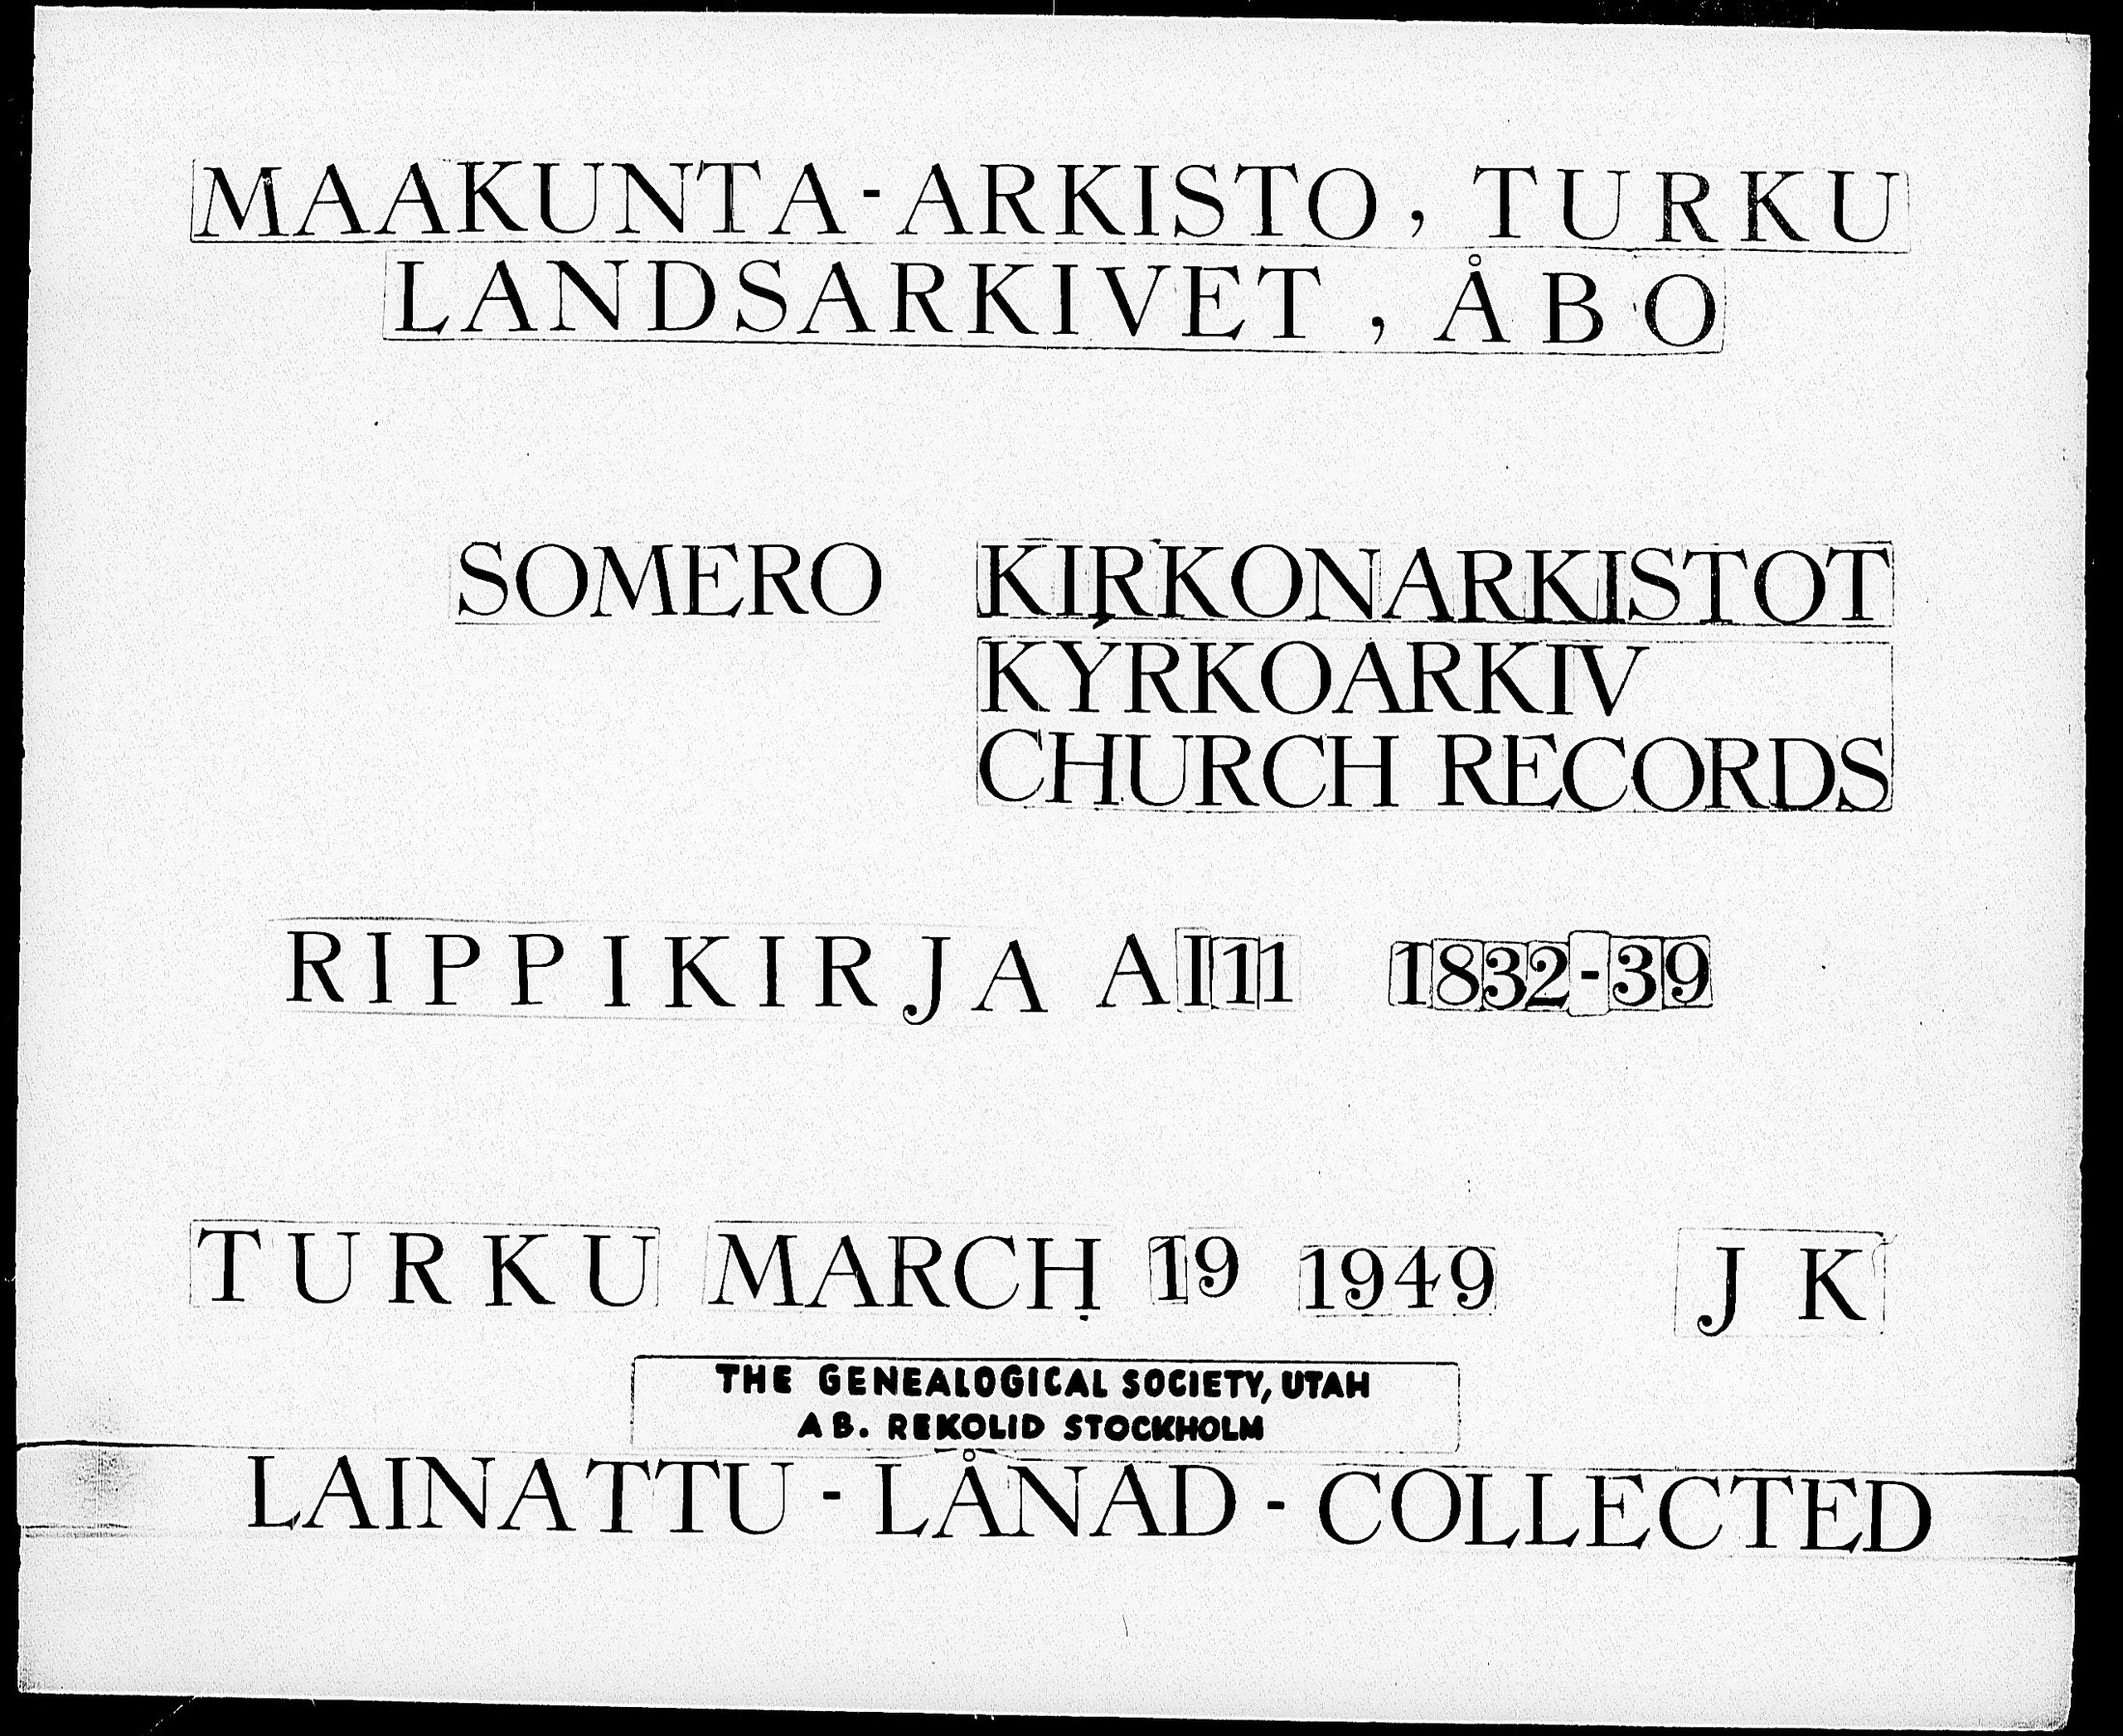 MAAKUNTA-ARKISTO, TURKU
LANDSARKIVET, ÅBO
SOMERO KIRKONARKISTOT
KYRKOARKIV
CHURCH RECORDS
RIPPIKIRJA AI11 1832-39
TURKU MARCH 19 1949 J K
THE GENEALOGICAL SOCIETY, UTAH
AB. REKOLID STOCKHOLM
LAINATTU - LÅNAD - COLLECTED